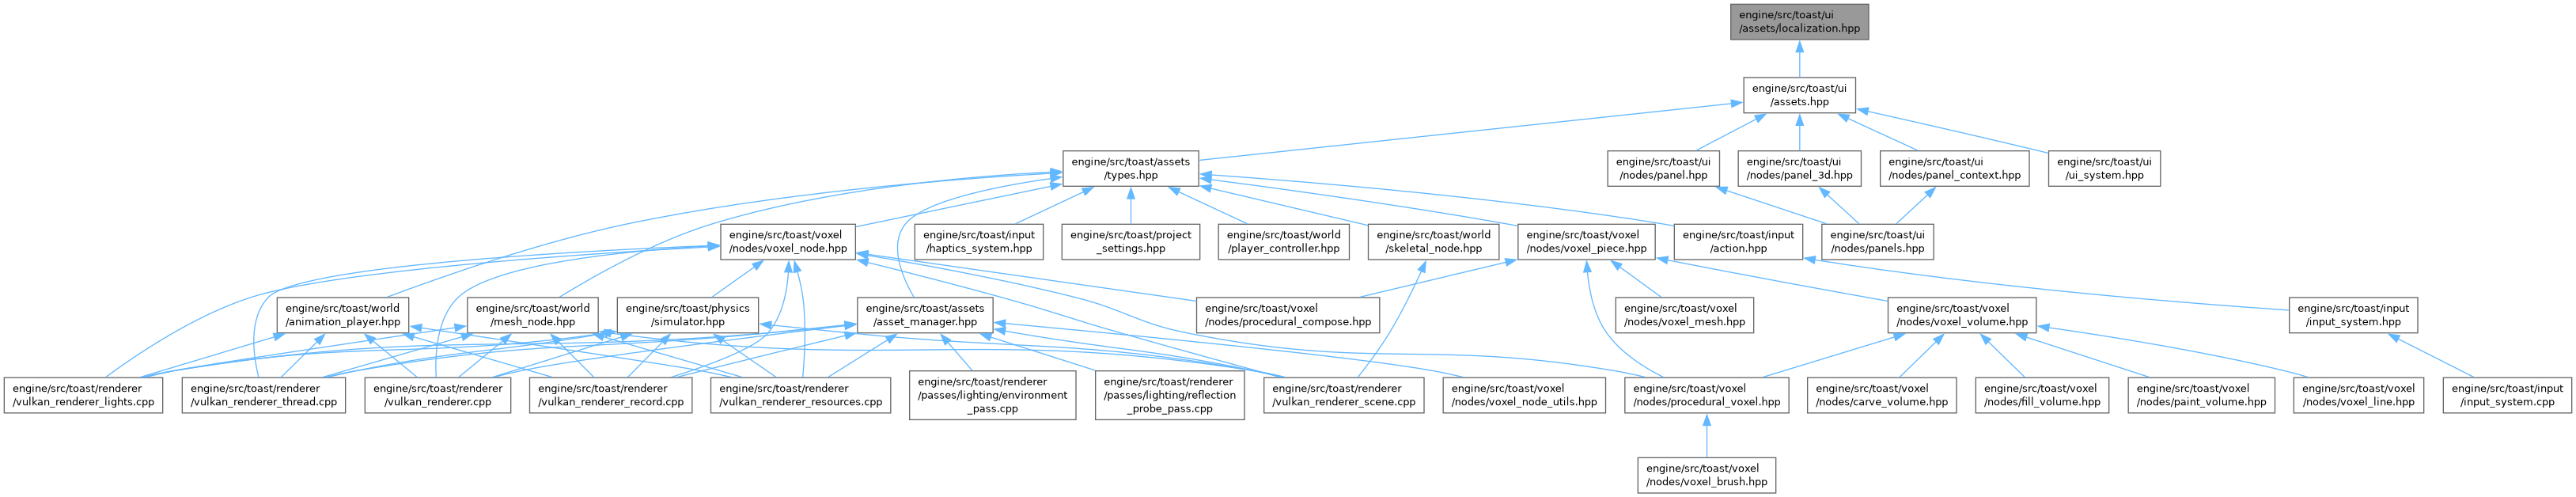 engine/src/toast/ui
/assets/localization.hpp
engine/src/toast/ui
/assets.hpp
engine/src/toast/assets
/types.hpp
engine/src/toast/ui
/nodes/panel.hpp
engine/src/toast/ui
/nodes/panel_3d.hpp
engine/src/toast/ui
/nodes/panel_context.hpp
engine/src/toast/ui
/ui_system.hpp
engine/src/toast/voxel
/nodes/voxel_node.hpp
engine/src/toast/input
/haptics_system.hpp
engine/src/toast/project
_settings.hpp
engine/src/toast/world
/player_controller.hpp
engine/src/toast/world
/skeletal_node.hpp
engine/src/toast/voxel
/nodes/voxel_piece.hpp
engine/src/toast/input
/action.hpp
engine/src/toast/ui
/nodes/panels.hpp
engine/src/toast/world
/animation_player.hpp
engine/src/toast/world
/mesh_node.hpp
engine/src/toast/physics
/simulator.hpp
engine/src/toast/assets
/asset_manager.hpp
engine/src/toast/voxel
/nodes/procedural_compose.hpp
engine/src/toast/voxel
/nodes/voxel_mesh.hpp
engine/src/toast/voxel
/nodes/voxel_volume.hpp
engine/src/toast/input
/input_system.hpp
engine/src/toast/renderer
/vulkan_renderer_lights.cpp
engine/src/toast/renderer
/vulkan_renderer_thread.cpp
engine/src/toast/renderer
/vulkan_renderer.cpp
engine/src/toast/renderer
/vulkan_renderer_record.cpp
engine/src/toast/renderer
/vulkan_renderer_resources.cpp
engine/src/toast/renderer
/passes/lighting/environment
_pass.cpp
engine/src/toast/renderer
/passes/lighting/reflection
_probe_pass.cpp
engine/src/toast/renderer
/vulkan_renderer_scene.cpp
engine/src/toast/voxel
/nodes/voxel_node_utils.hpp
engine/src/toast/voxel
/nodes/procedural_voxel.hpp
engine/src/toast/voxel
/nodes/carve_volume.hpp
engine/src/toast/voxel
/nodes/fill_volume.hpp
engine/src/toast/voxel
/nodes/paint_volume.hpp
engine/src/toast/voxel
/nodes/voxel_line.hpp
engine/src/toast/input
/input_system.cpp
engine/src/toast/voxel
/nodes/voxel_brush.hpp